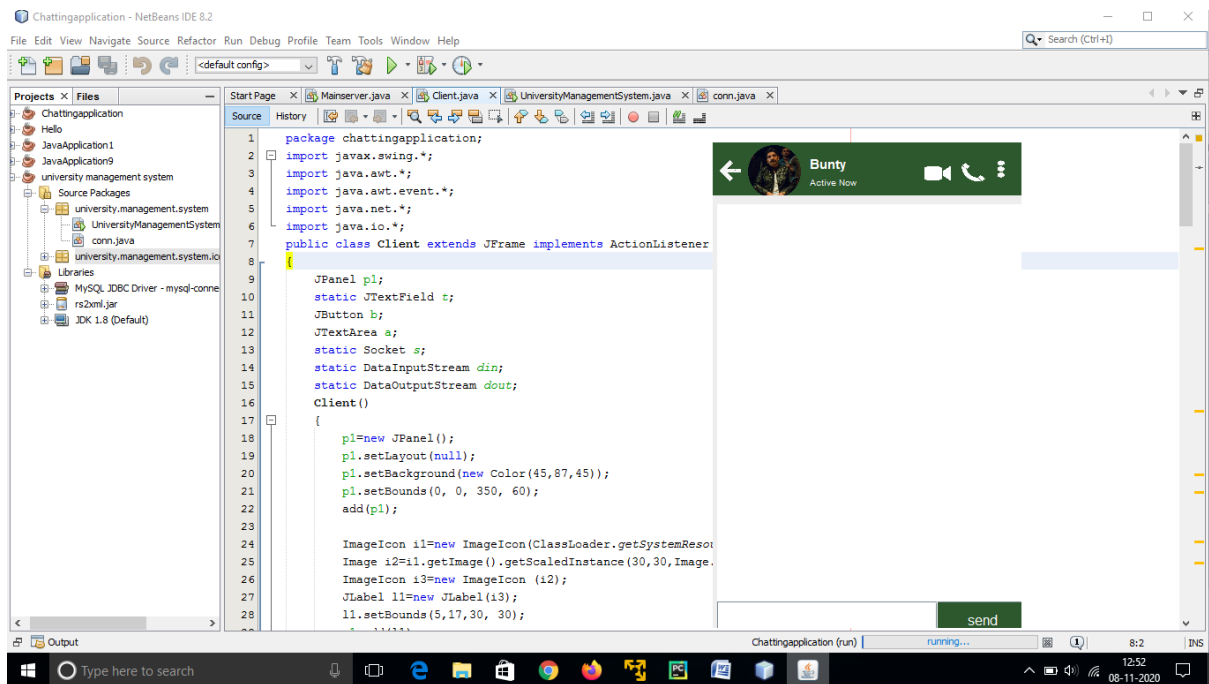 Chattingapplication - NetBeans IDE 8.2
File Edit View Navigate Source Refactor Run Debug Profile Team Tools Window Help
Search (Ctrl+I)
<default config>
Projects Files
Start Page Mainserver.java Client.java UniversityManagementSystem.java conn.java
Source History
Chattingapplication
Hello
JavaApplication1
JavaApplication9
university management system
Source Packages
university.management.system
UniversityManagementSystem
conn.java
university.management.system.ico
Libraries
MySQL JDBC Driver - mysql-conne
rs2xml.jar
JDK 1.8 (Default)
1 package chattingapplication;
2 import javax.swing.*;
3 import java.awt.*;
4 import java.awt.event.*;
5 import java.net.*;
6 import java.io.*;
7 public class Client extends JFrame implements ActionListener
8 {
9 JPanel p1;
10 static JTextField t;
11 JButton b;
12 JTextArea a;
13 static Socket s;
14 static DataInputStream din;
15 static DataOutputStream dout;
16 Client()
17 {
18 p1=new JPanel();
19 p1.setLayout(null);
20 p1.setBackground(new Color(45,87,45));
21 p1.setBounds(0, 0, 350, 60);
22 add(p1);
23
24 ImageIcon i1=new ImageIcon(ClassLoader.getSystemResou
25 Image i2=i1.getImage().getScaledInstance(30,30,Image.
26 ImageIcon i3=new ImageIcon (i2);
27 JLabel l1=new JLabel(i3);
28 l1.setBounds(5,17,30, 30);
Bunty
Active Now
send
Output
Chattingapplication (run) running... 1 8:2 INS
Type here to search
12:52
08-11-2020